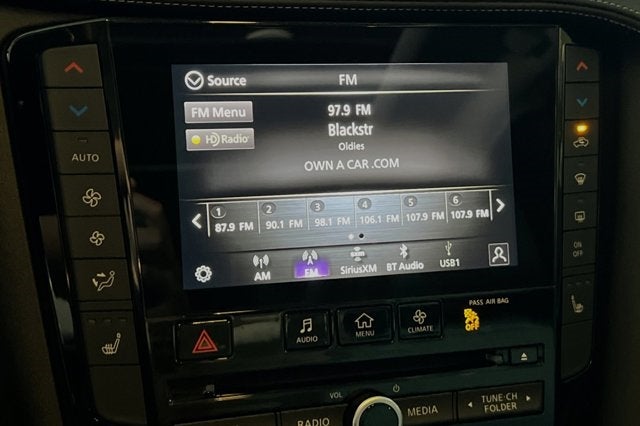 Source FM
FM Menu
97.9 FM
HD Radio
Blackstr
Oldies
OWN A CAR .COM
1 2 3 4 5 6
87.9 FM 90.1 FM 98.1 FM 106.1 FM 107.9 FM 107.9 FM
AM FM SiriusXM BT Audio USB1
sxm
AUTO
ON
OFF
AUDIO MENU CLIMATE
PASS AIR BAG
VOL
RADIO MEDIA
TUNE·CH
FOLDER